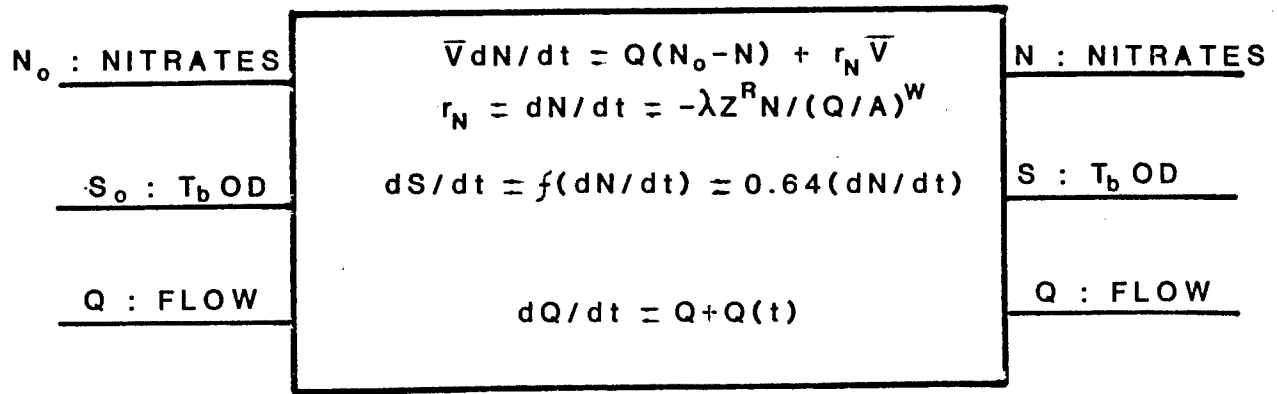 N₀ : NITRATES
V̅dN/dt = Q(N₀-N) + r_N V̅
N : NITRATES
r_N = dN/dt = -λZ^R N/(Q/A)^W
S₀ : T_b OD
dS/dt = f(dN/dt) = 0.64(dN/dt)
S : T_b OD
Q : FLOW
dQ/dt = Q+Q(t)
Q : FLOW